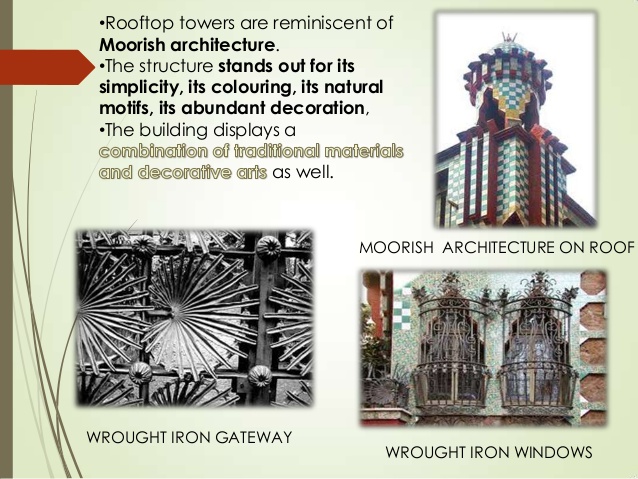 •Rooftop towers are reminiscent of
Moorish architecture.
•The structure stands out for its
simplicity, its colouring, its natural
motifs, its abundant decoration,
•The building displays a
combination of traditional materials
and decorative arts as well.
MOORISH ARCHITECTURE ON ROOF
WROUGHT IRON GATEWAY
WROUGHT IRON WINDOWS